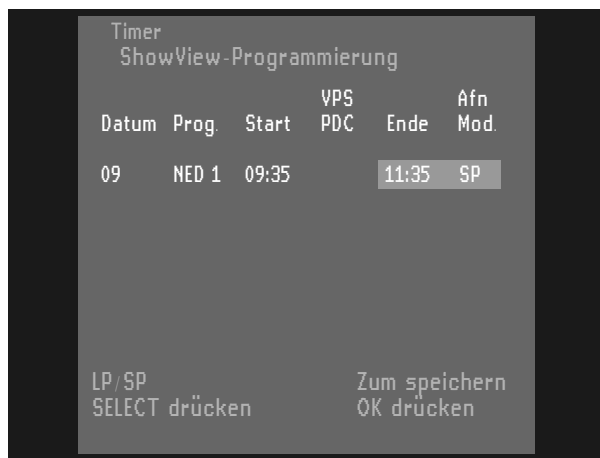 Timer
ShowView-Programmierung
VPS Afn
Datum Prog. Start PDC Ende Mod.
09 NED 1 09:35 11:35 SP
LP/SP Zum speichern
SELECT drücken OK drücken